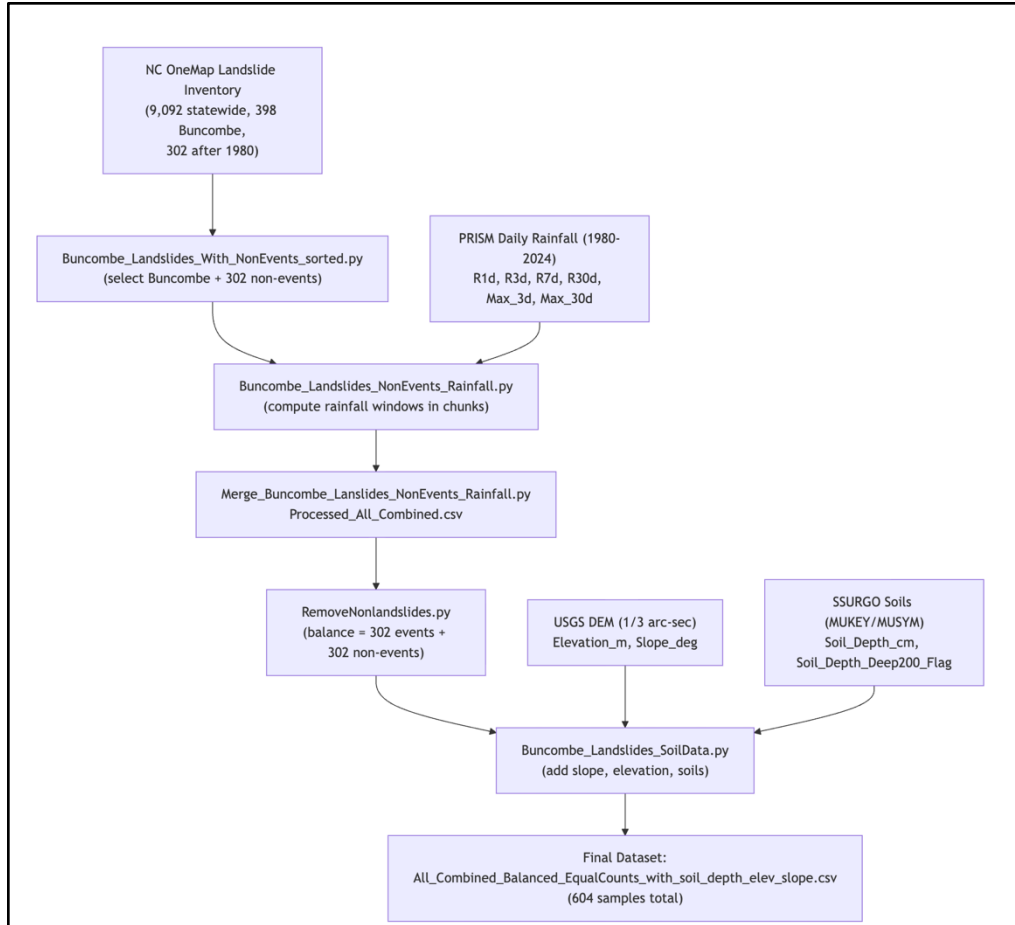 NC OneMap Landslide
Inventory
(9,092 statewide, 398
Buncombe,
302 after 1980)
Buncombe_Landslides_With_NonEvents_sorted.py
(select Buncombe + 302 non-events)
PRISM Daily Rainfall (1980-
2024)
R1d, R3d, R7d, R30d,
Max_3d, Max_30d
Buncombe_Landslides_NonEvents_Rainfall.py
(compute rainfall windows in chunks)
Merge_Buncombe_Lanslides_NonEvents_Rainfall.py
Processed_All_Combined.csv
RemoveNonlandslides.py
(balance = 302 events +
302 non-events)
USGS DEM (1/3 arc-sec)
Elevation_m, Slope_deg
SSURGO Soils
(MUKEY/MUSYM)
Soil_Depth_cm,
Soil_Depth_Deep200_Flag
Buncombe_Landslides_SoilData.py
(add slope, elevation, soils)
Final Dataset:
All_Combined_Balanced_EqualCounts_with_soil_depth_elev_slope.csv
(604 samples total)